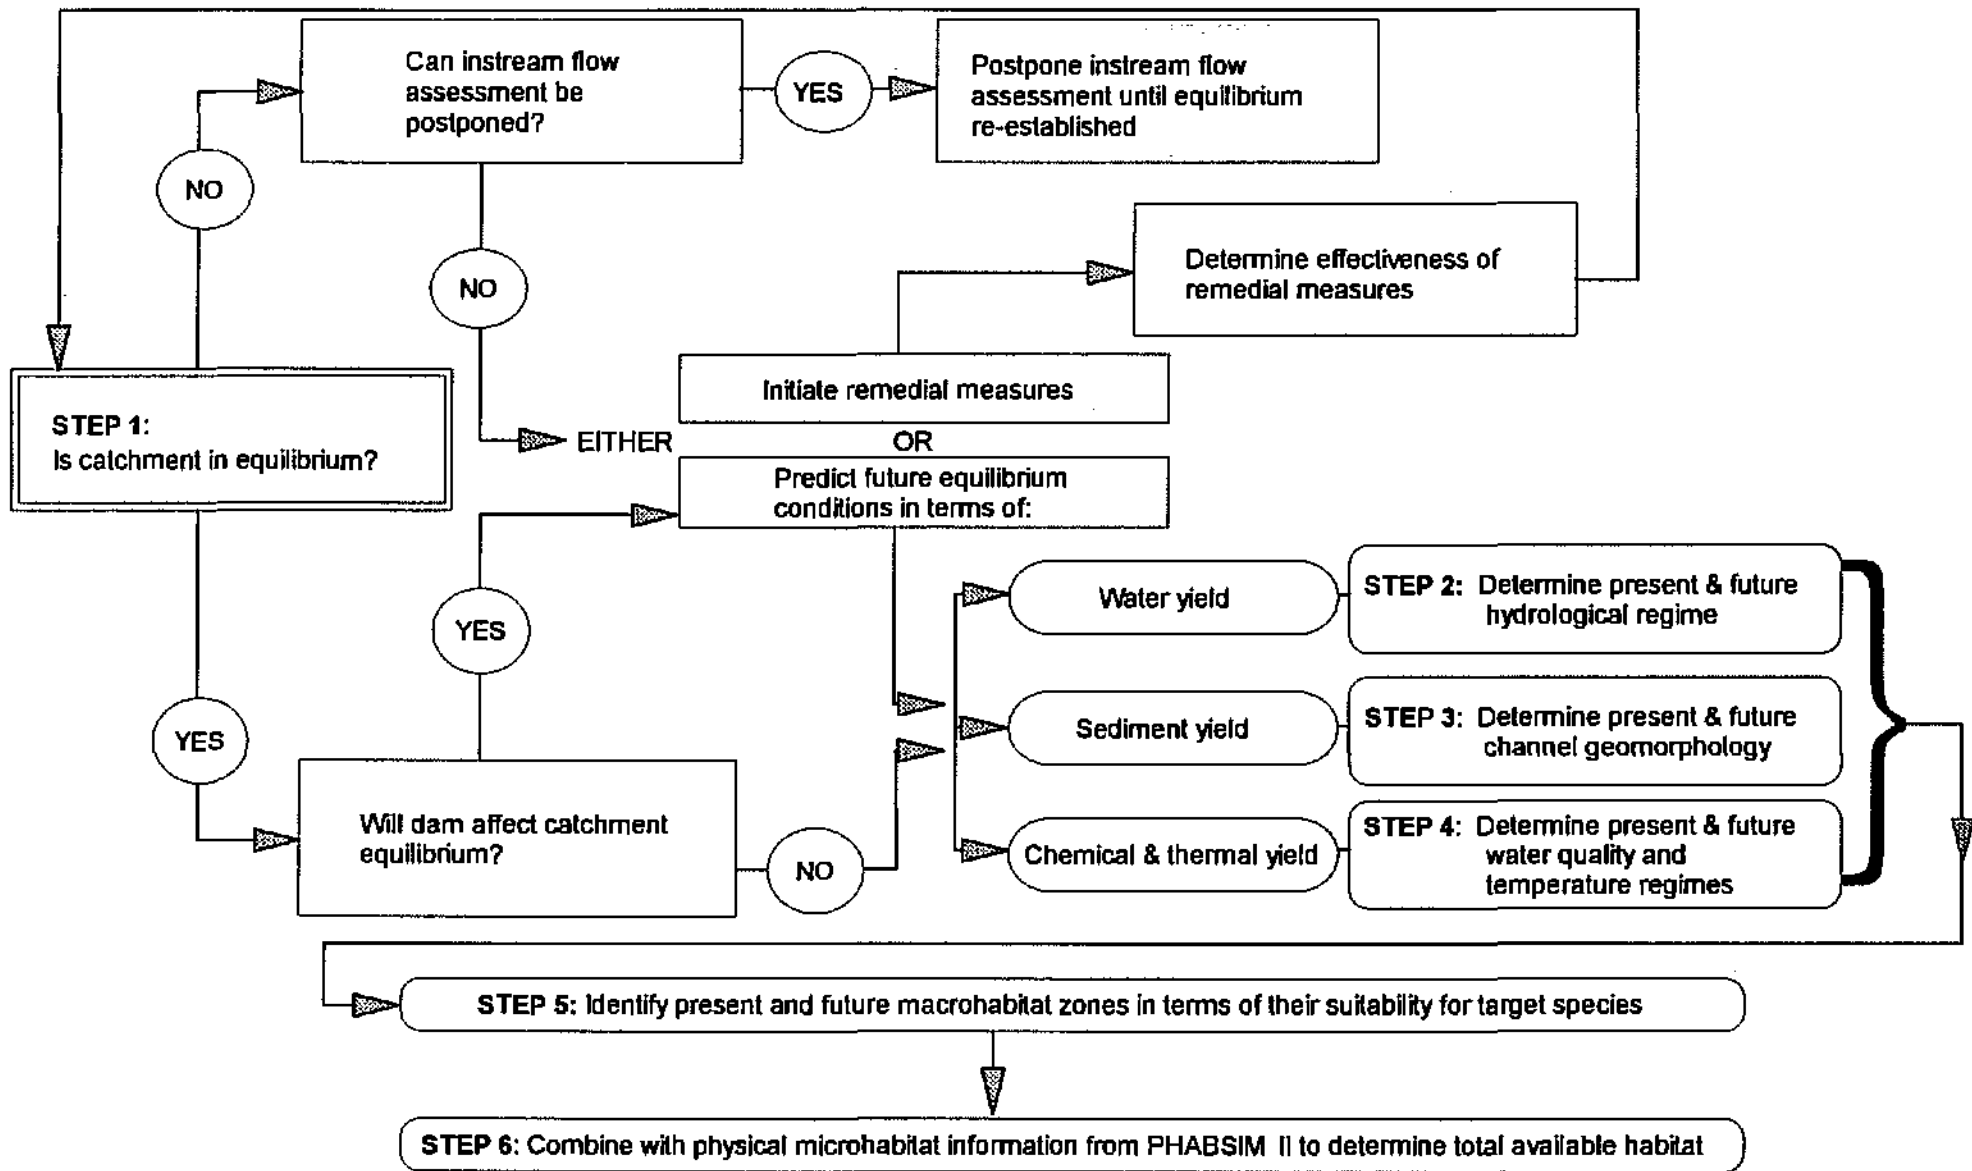 Can instream flow
assessment be
postponed?
YES
Postpone instream flow
assessment until equilibrium
re-established
NO
NO
Determine effectiveness of
remedial measures
Initiate remedial measures
STEP 1:
Is catchment in equilibrium?
EITHER
OR
Predict future equilibrium
conditions in terms of:
YES
Water yield
STEP 2: Determine present & future
hydrological regime
YES
Sediment yield
STEP 3: Determine present & future
channel geomorphology
Will dam affect catchment
equilibrium?
NO
Chemical & thermal yield
STEP 4: Determine present & future
water quality and
temperature regimes
STEP 5: Identify present and future macrohabitat zones in terms of their suitability for target species
STEP 6: Combine with physical microhabitat information from PHABSIM II to determine total available habitat